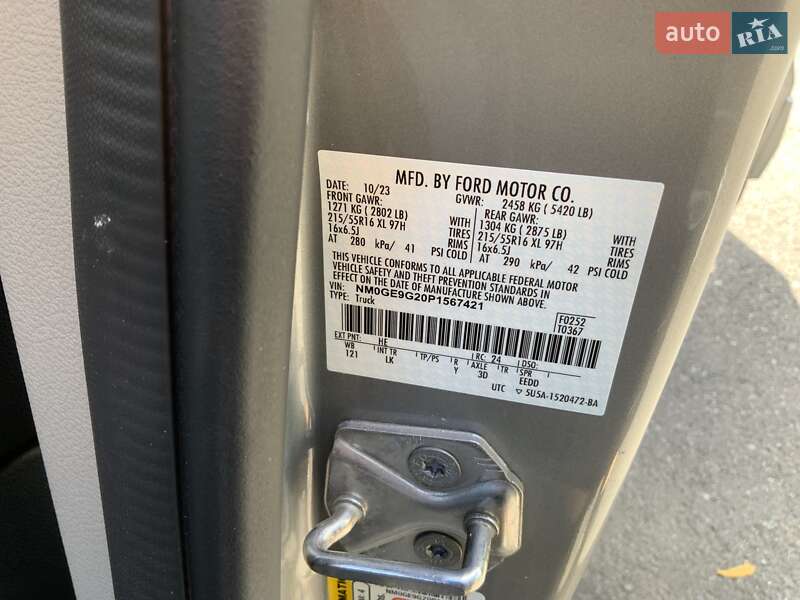 auto RIA.com
MFD. BY FORD MOTOR CO.
DATE: 10/23 GVWR: 2458 KG ( 5420 LB)
FRONT GAWR: REAR GAWR:
1271 KG ( 2802 LB) WITH 1304 KG ( 2875 LB) WITH
215/55R16 XL 97H TIRES 215/55R16 XL 97H TIRES
16x6.5J RIMS 16x6.5J RIMS
AT 280 kPa/ 41 PSI COLD AT 290 kPa/ 42 PSI COLD
THIS VEHICLE CONFORMS TO ALL APPLICABLE FEDERAL MOTOR
VEHICLE SAFETY AND THEFT PREVENTION STANDARDS IN
EFFECT ON THE DATE OF MANUFACTURE SHOWN ABOVE.
VIN: NM0GE9G20P1567421
TYPE: Truck
F0252
T0367
EXT PNT: HE RC: 24 DSO:
WB INT TR TP/PS R AXLE TR SPR
121 LK Y 3D EEDD
UTC ▽ 5U5A-1520472-BA